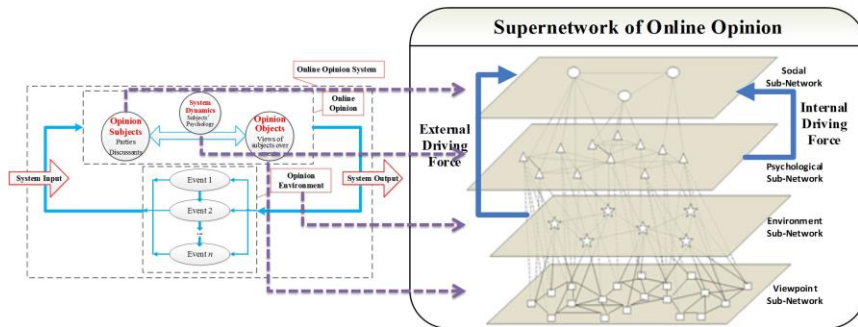 Supernetwork of Online Opinion
Online Opinion System
Online
Opinion
System
Dynamics
Subjects'
Psychology
Opinion
Subjects
Parties
Discussants
Opinion
Objects
Views of
subjects over
System Input
System Output
Opinion
Environment
Event 1
Event 2
...
Event n
External
Driving
Force
Internal
Driving
Force
Social
Sub-Network
Psychological
Sub-Network
Environment
Sub-Network
Viewpoint
Sub-Network